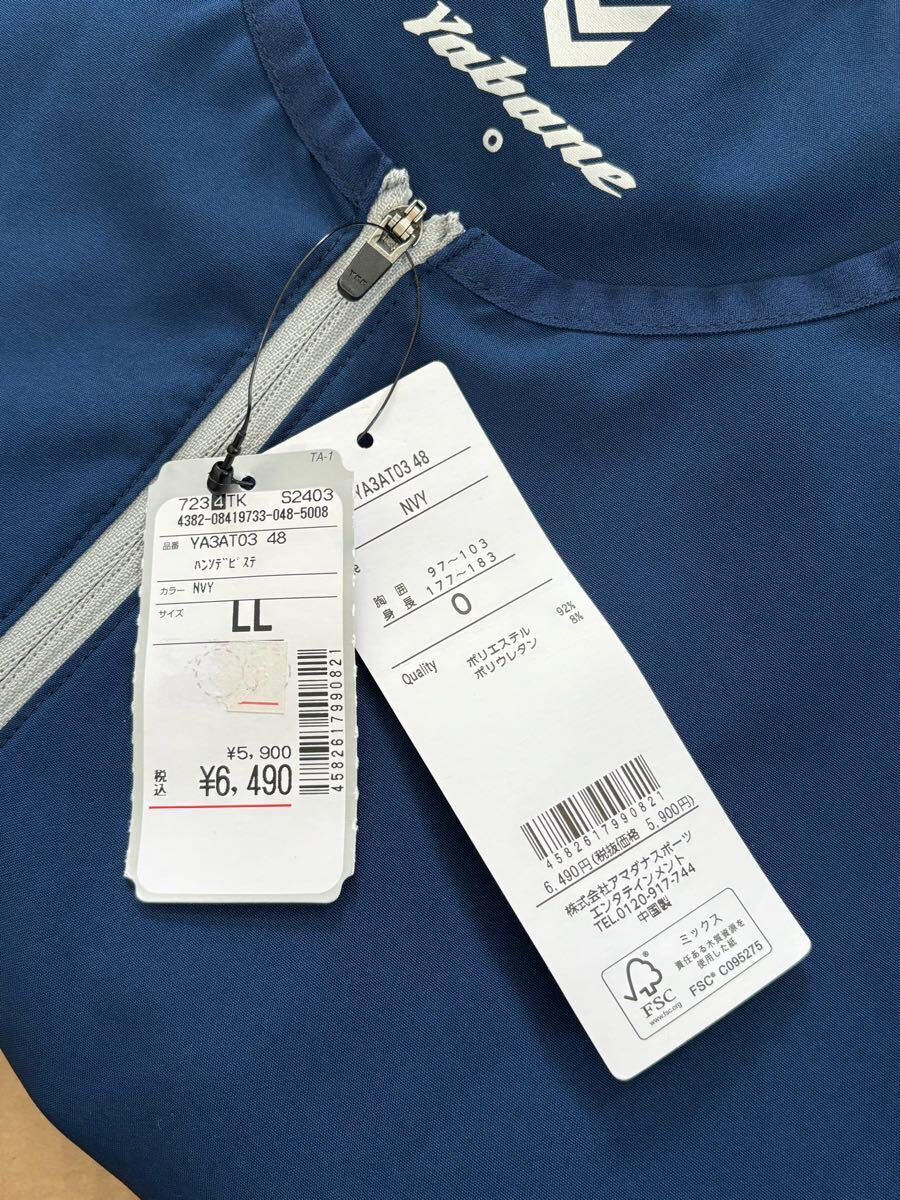 Yabane
O
YKK
TA-1
7234TK S2403
4382-08419733-048-5008
品番 YA3AT03 48
ﾊﾝｿﾃﾞﾋﾟｽﾃ
カラー NVY
サイズ LL
4582617990821
¥5,900
税込 ¥6,490
YA3AT03 48
NVY
胸囲 97～103
身長 177～183
O
Quality ポリエステル 92%
ポリウレタン 8%
4582617990821
6,490円(税抜価格 5,900円)
株式会社アマダナスポーツ
エンタテインメント
TEL.0120-917-744
中国製
FSC
www.fsc.org
ミックス
責任ある木質資源を
使用した紙
FSC® C095275